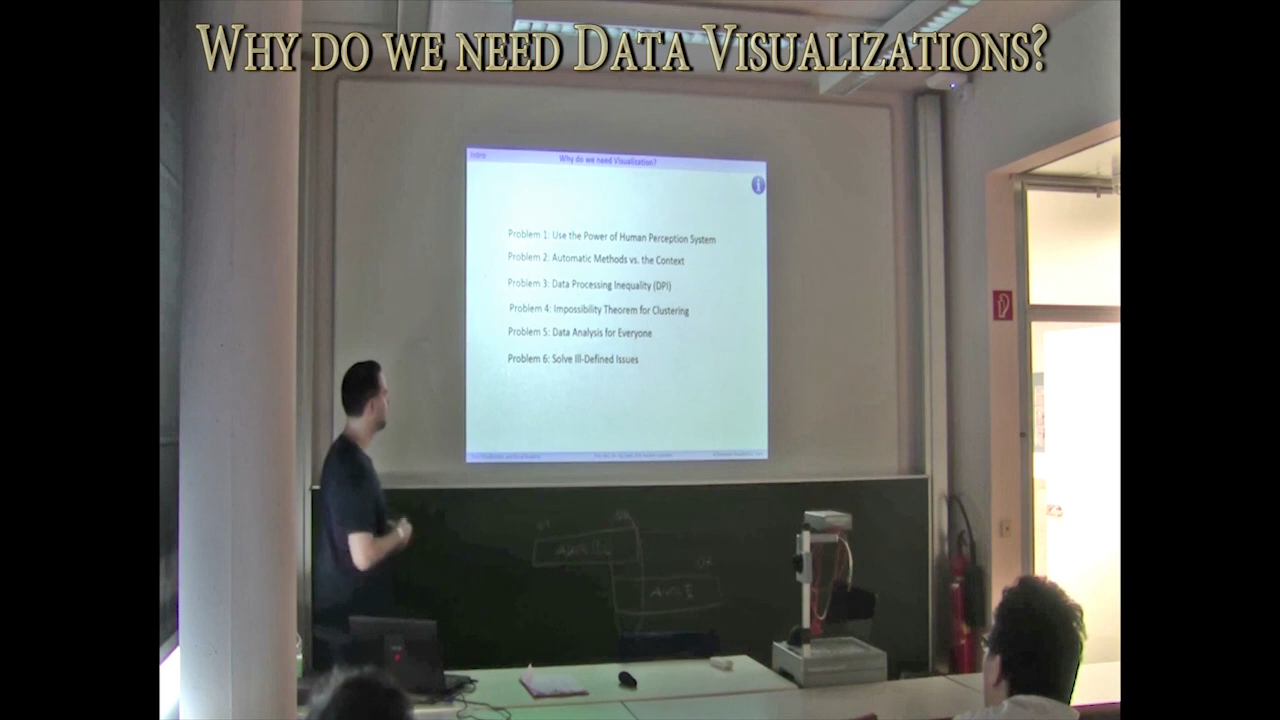 Why do we need Data Visualizations?
Intro
Why do we need Visualization?
i
Problem 1: Use the Power of Human Perception System
Problem 2: Automatic Methods vs. the Context
Problem 3: Data Processing Inequality (DPI)
Problem 4: Impossibility Theorem for Clustering
Problem 5: Data Analysis for Everyone
Problem 6: Solve Ill-Defined Issues